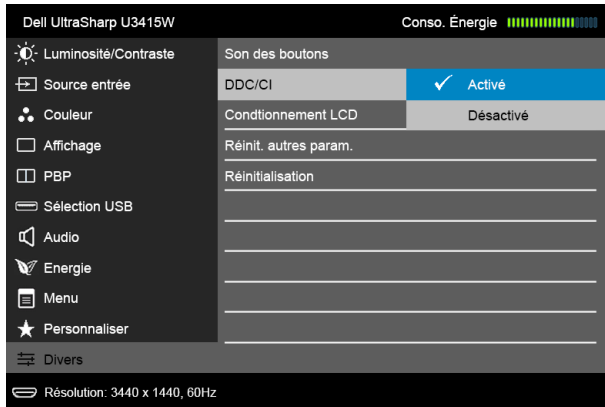 Dell UltraSharp U3415W Conso. Énergie
Luminosité/Contraste Son des boutons
Source entrée DDC/CI Activé
Couleur Condtionnement LCD Désactivé
Affichage Réinit. autres param.
PBP Réinitialisation
Sélection USB
Audio
Energie
Menu
Personnaliser
Divers
Résolution: 3440 x 1440, 60Hz